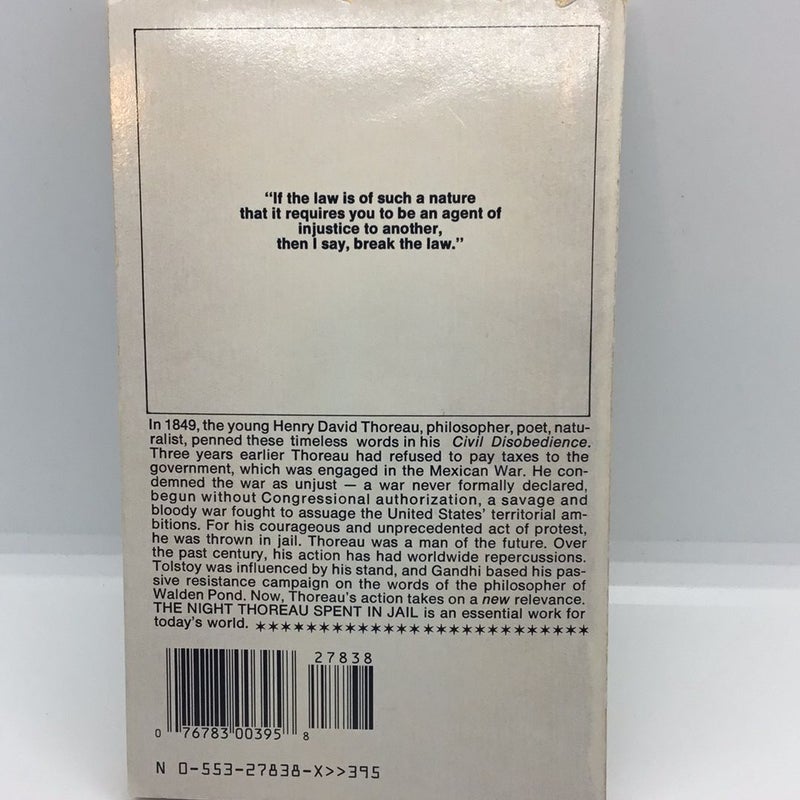 “If the law is of such a nature
that it requires you to be an agent of
injustice to another,
then I say, break the law.”
In 1849, the young Henry David Thoreau, philosopher, poet, natu-
ralist, penned these timeless words in his Civil Disobedience.
Three years earlier Thoreau had refused to pay taxes to the
government, which was engaged in the Mexican War. He con-
demned the war as unjust — a war never formally declared,
begun without Congressional authorization, a savage and
bloody war fought to assuage the United States’ territorial am-
bitions. For his courageous and unprecedented act of protest,
he was thrown in jail. Thoreau was a man of the future. Over
the past century, his action has had worldwide repercussions.
Tolstoy was influenced by his stand, and Gandhi based his pas-
sive resistance campaign on the words of the philosopher of
Walden Pond. Now, Thoreau’s action takes on a new relevance.
THE NIGHT THOREAU SPENT IN JAIL is an essential work for
today’s world. ✶✶✶✶✶✶✶✶✶✶✶✶✶✶✶✶✶✶✶✶✶✶✶✶✶✶
27838
0 76783 00395 8
N 0-553-27838-X>>395